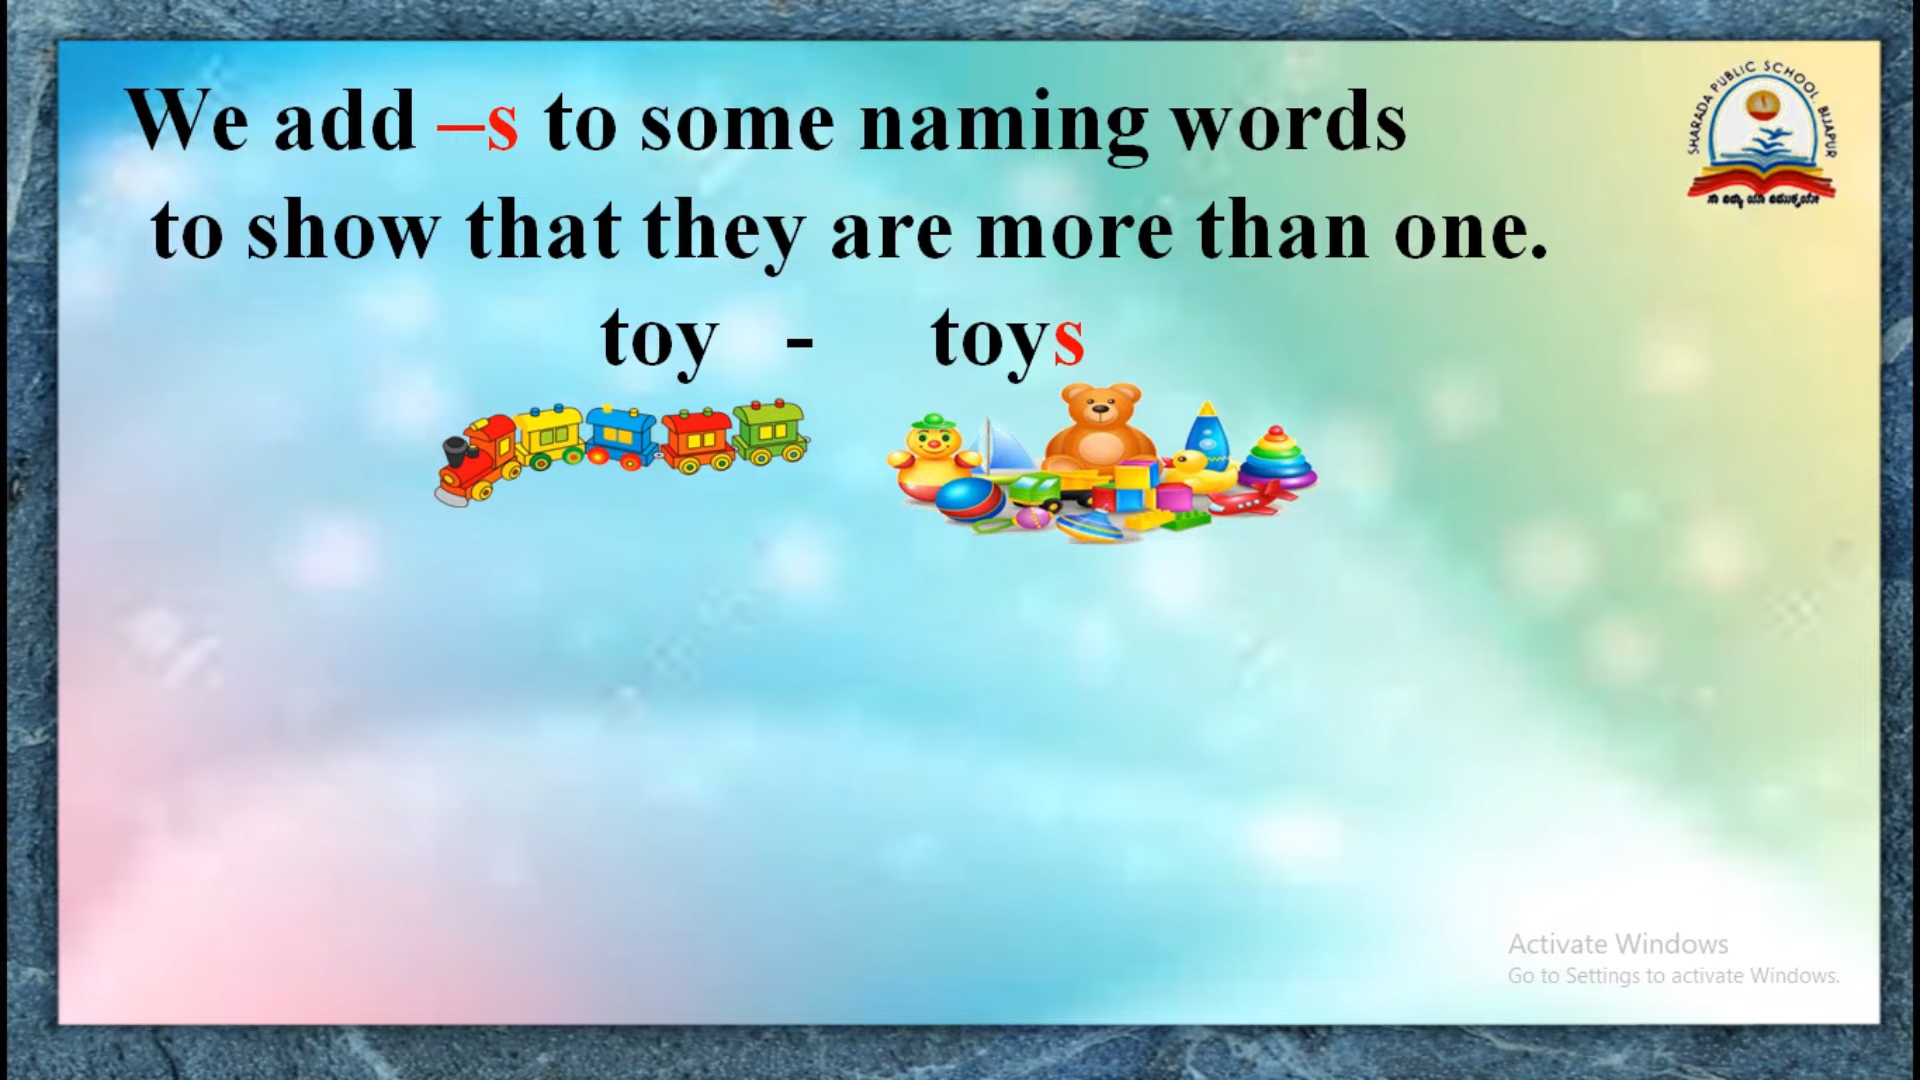 We add –s to some naming words
to show that they are more than one.
toy - toys
SHARADA PUBLIC SCHOOL, BIJAPUR
Activate Windows
Go to Settings to activate Windows.